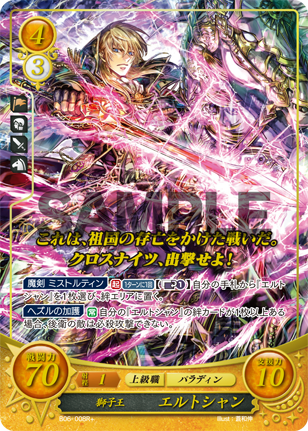 4
3
SAMPLE
これは、祖国の存亡をかけた戦いだ。
クロスナイツ、出撃せよ！
魔剣 ミストルティン 起 1ターンに1回 【1】自分の手札から「エルト
シャン」を1枚選び、絆エリアに置く。
ヘズルの加護 常 自分の「エルトシャン」の絆カードが1枚以上あ
る場合、後衛の敵は必殺攻撃できない。
戦闘力
70
射程 1 上級職 パラディン
支援力
10
獅子王 エルトシャン
B06-009R+